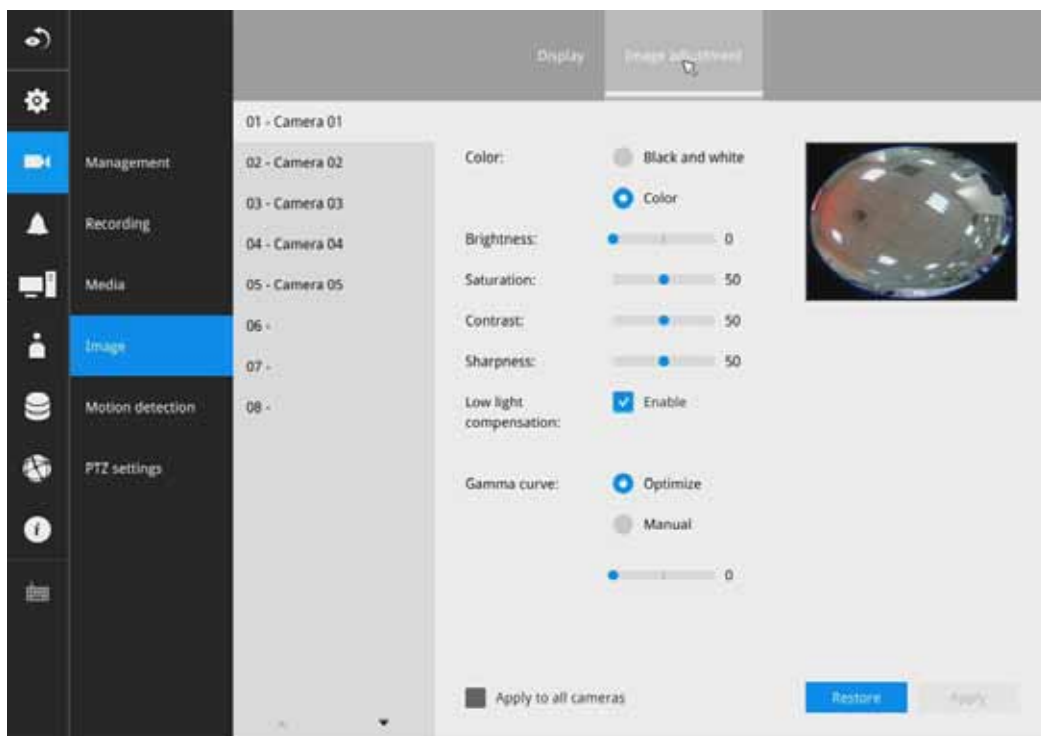 Display
Image adjustment
01 - Camera 01
Management
02 - Camera 02
Color:
Black and white
03 - Camera 03
Color
Recording
04 - Camera 04
Brightness:
0
Media
05 - Camera 05
Saturation:
50
Image
06 -
Contrast:
50
07 -
Sharpness:
50
Motion detection
08 -
Low light
compensation:
Enable
PTZ settings
Gamma curve:
Optimize
Manual
0
Apply to all cameras
Restore
Apply